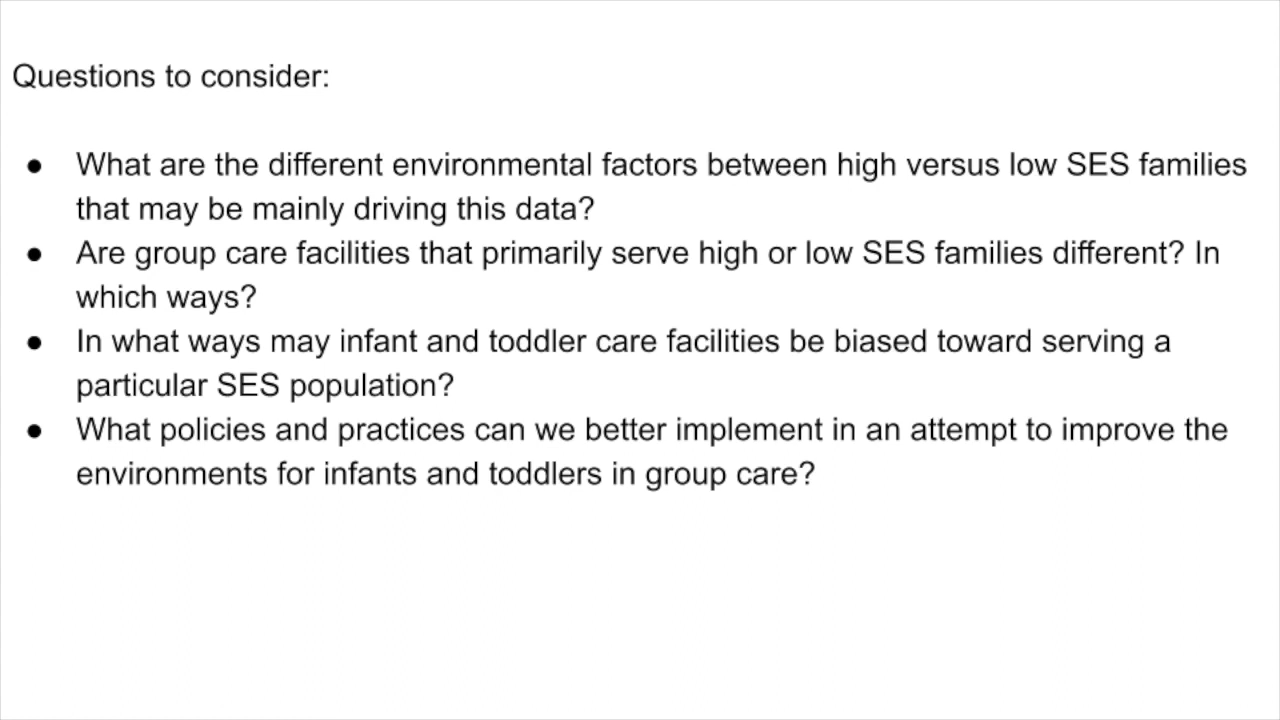 Questions to consider:
● What are the different environmental factors between high versus low SES families
that may be mainly driving this data?
● Are group care facilities that primarily serve high or low SES families different? In
which ways?
● In what ways may infant and toddler care facilities be biased toward serving a
particular SES population?
● What policies and practices can we better implement in an attempt to improve the
environments for infants and toddlers in group care?